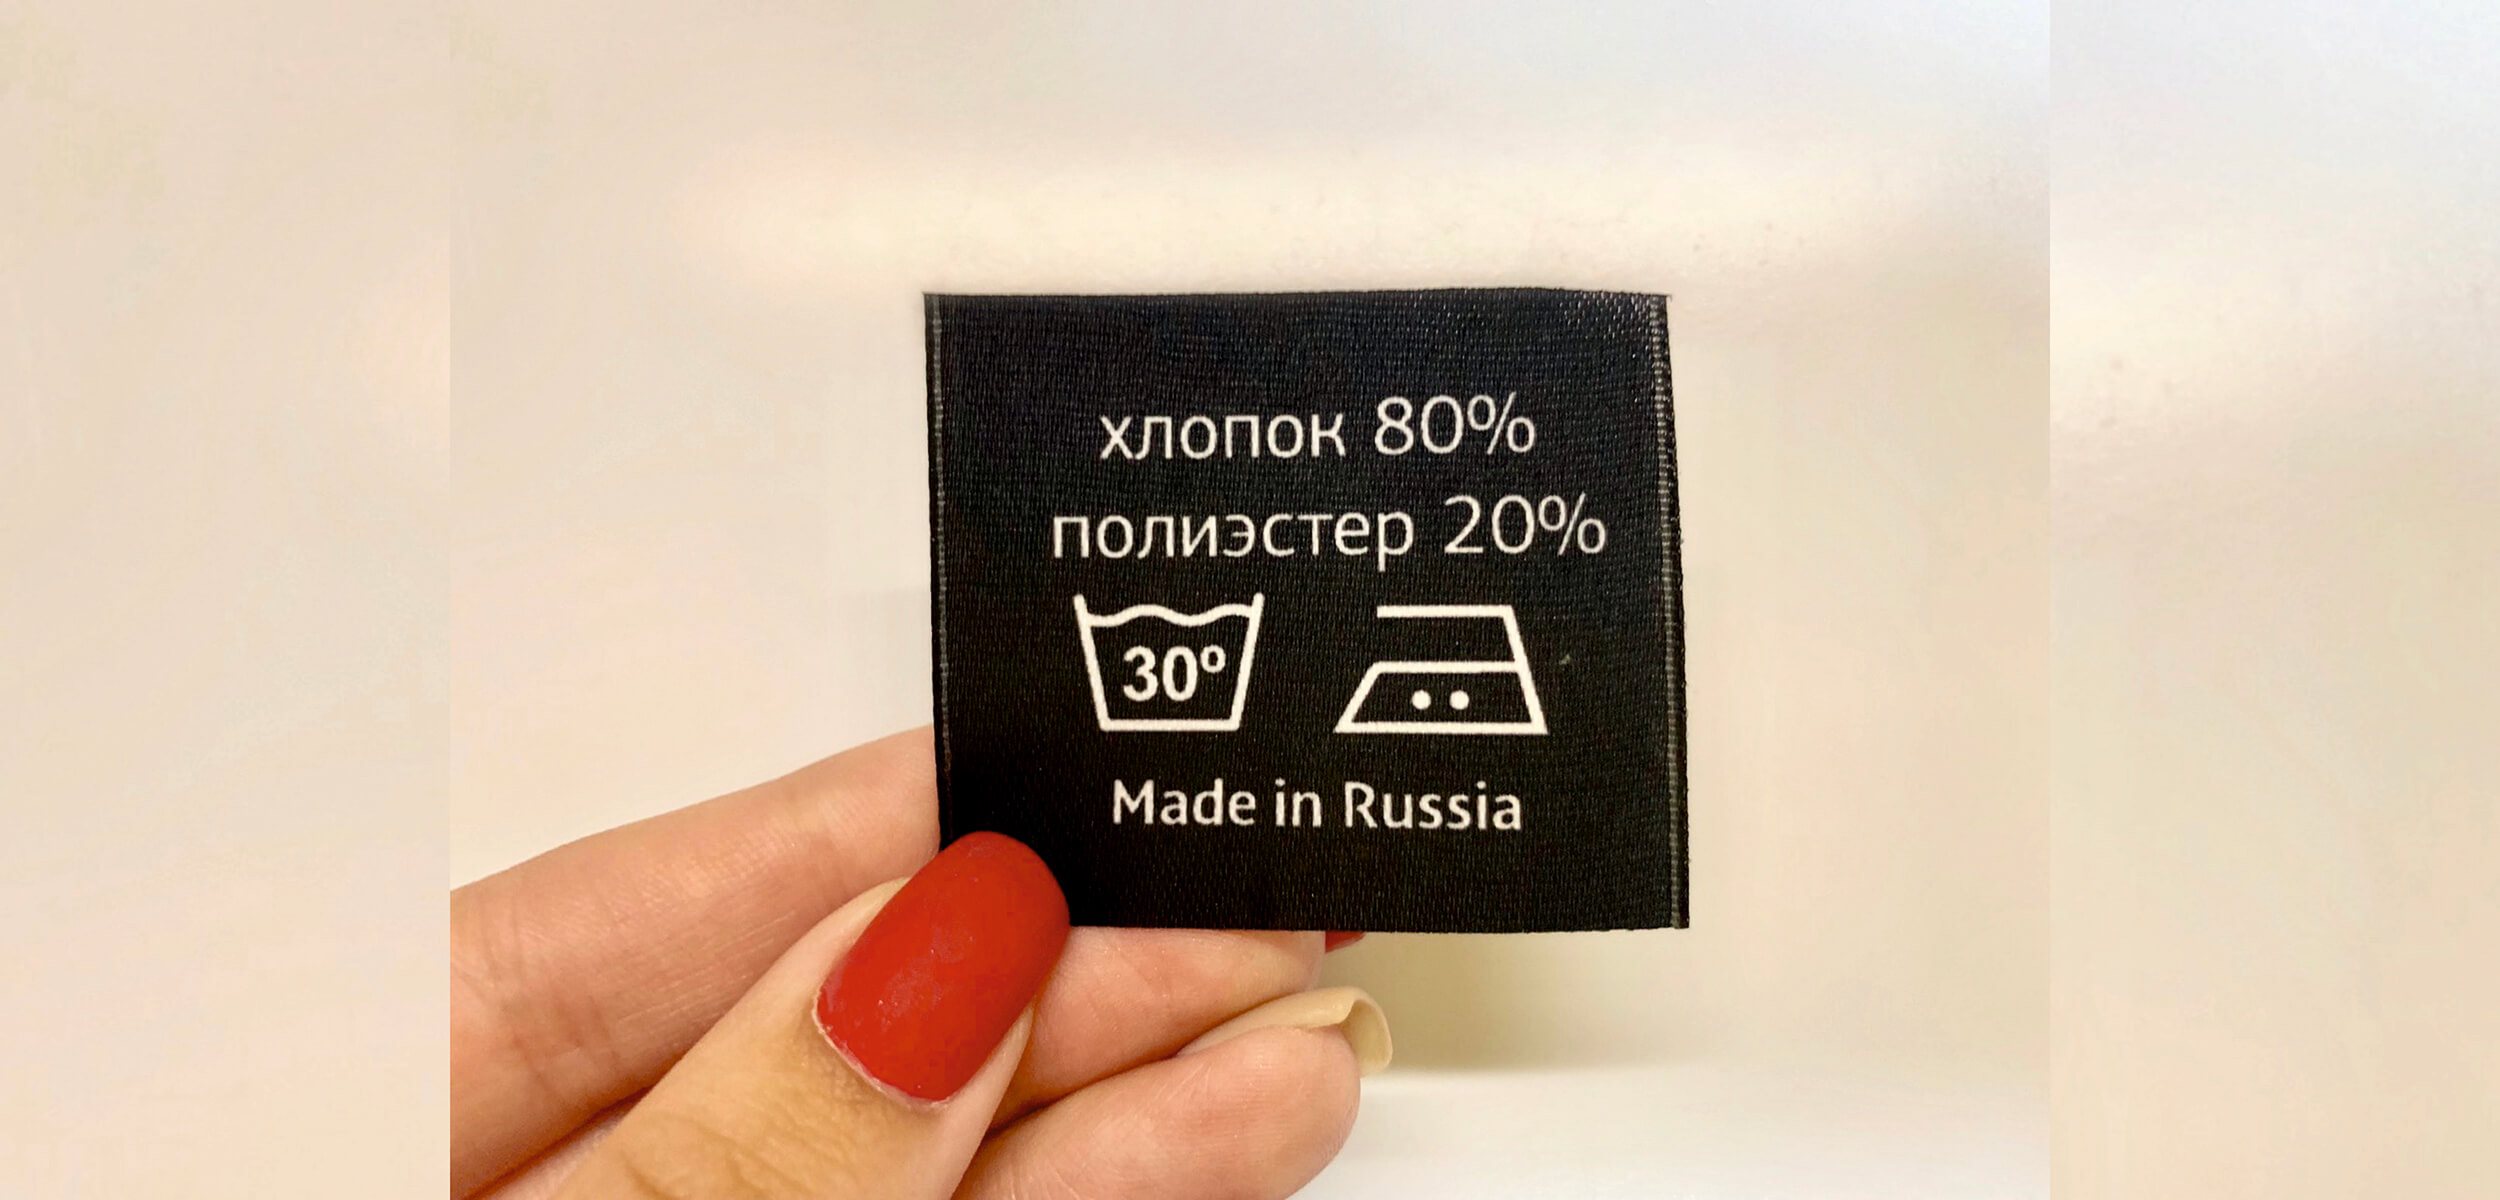 хлопок 80%
полиэстер 20%
30º
Made in Russia